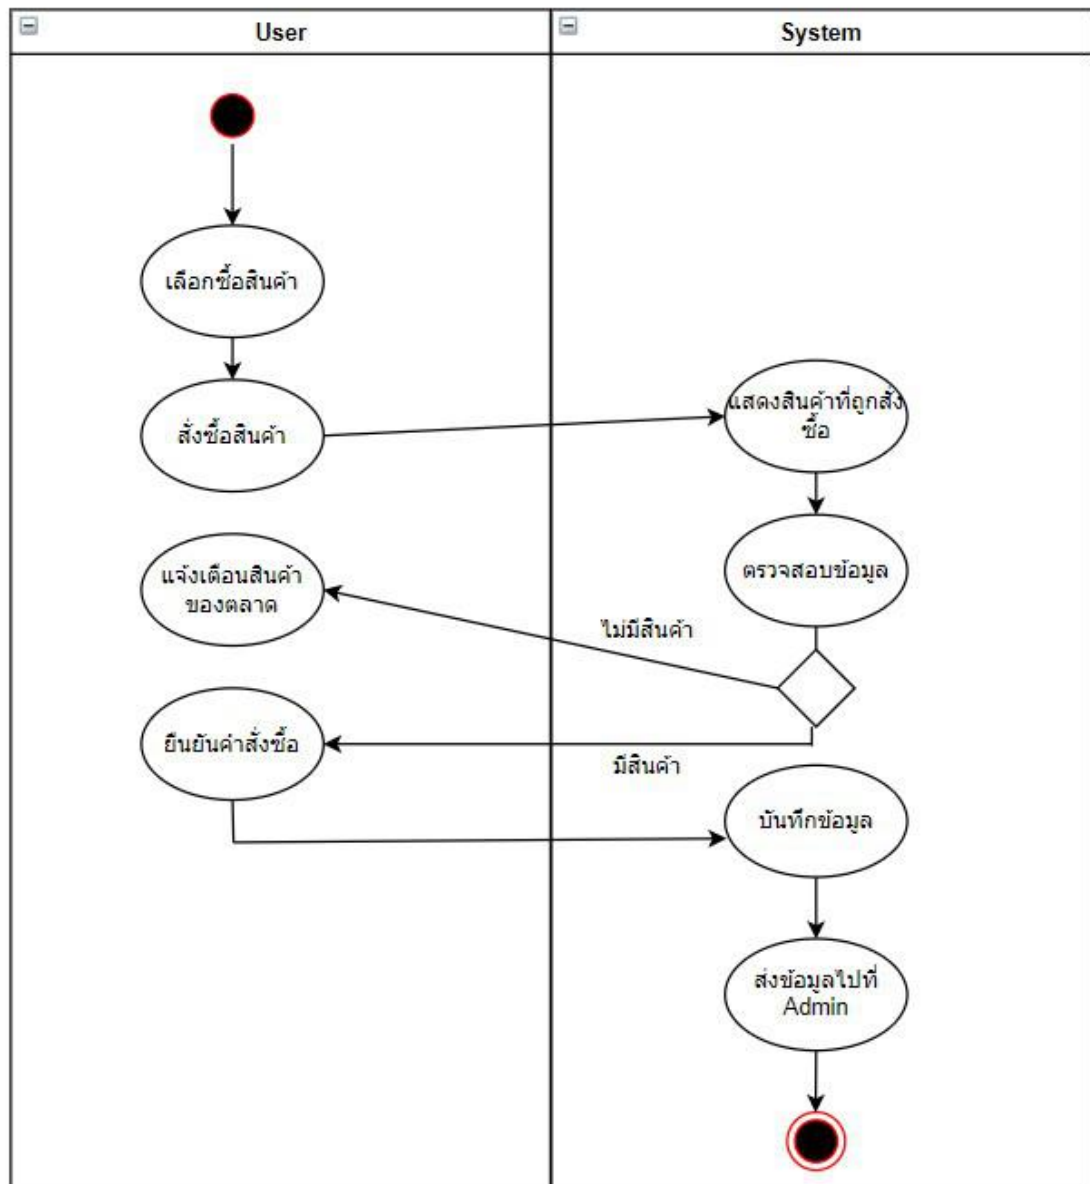 User
System
เลือกซื้อสินค้า
สั่งซื้อสินค้า
แสดงสินค้าที่ถูกสั่ง
ซื้อ
ตรวจสอบข้อมูล
แจ้งเตือนสินค้า
ของตลาด
ไม่มีสินค้า
ยืนยันคำสั่งซื้อ
มีสินค้า
บันทึกข้อมูล
ส่งข้อมูลไปที่
Admin